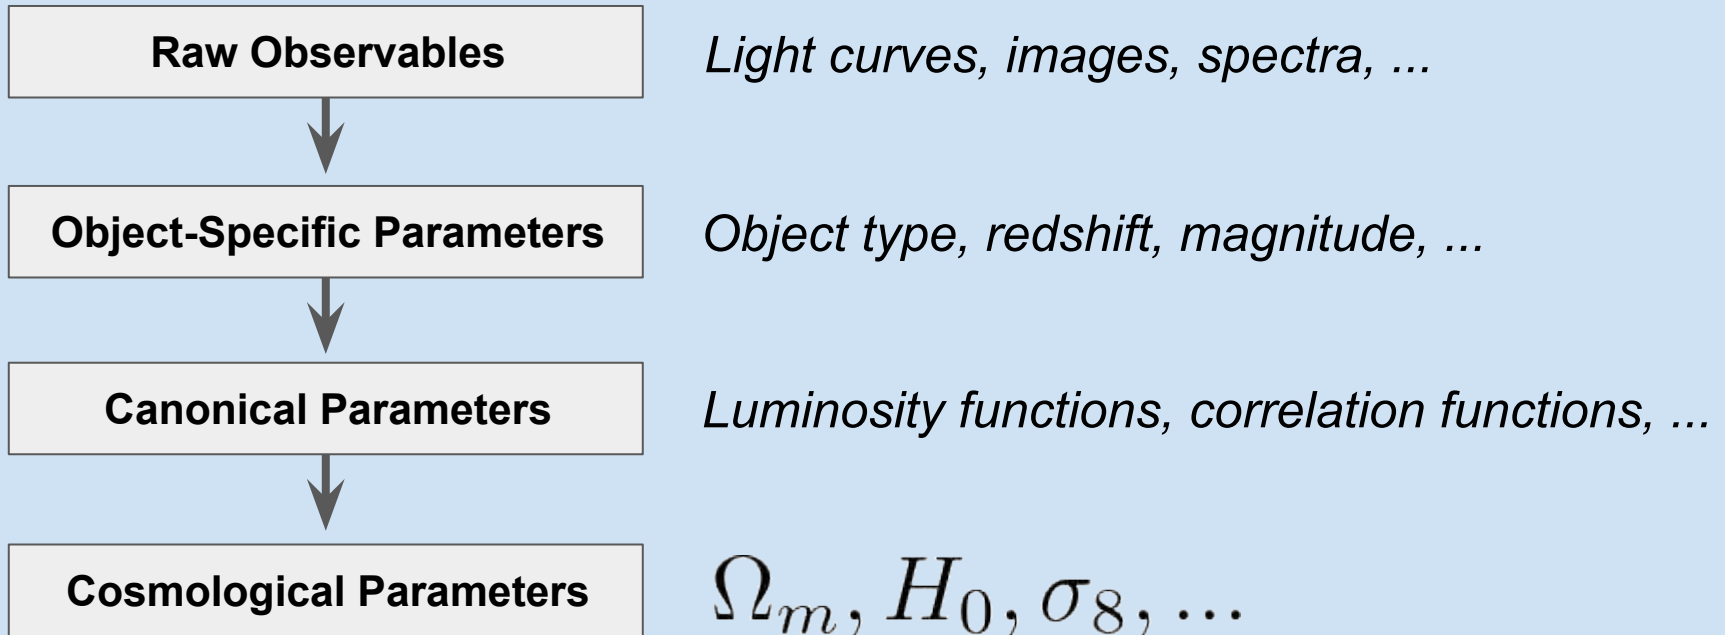 Raw Observables
Light curves, images, spectra, ...
Object-Specific Parameters
Object type, redshift, magnitude, ...
Canonical Parameters
Luminosity functions, correlation functions, ...
Cosmological Parameters
Ωₘ, H₀, σ₈, ...